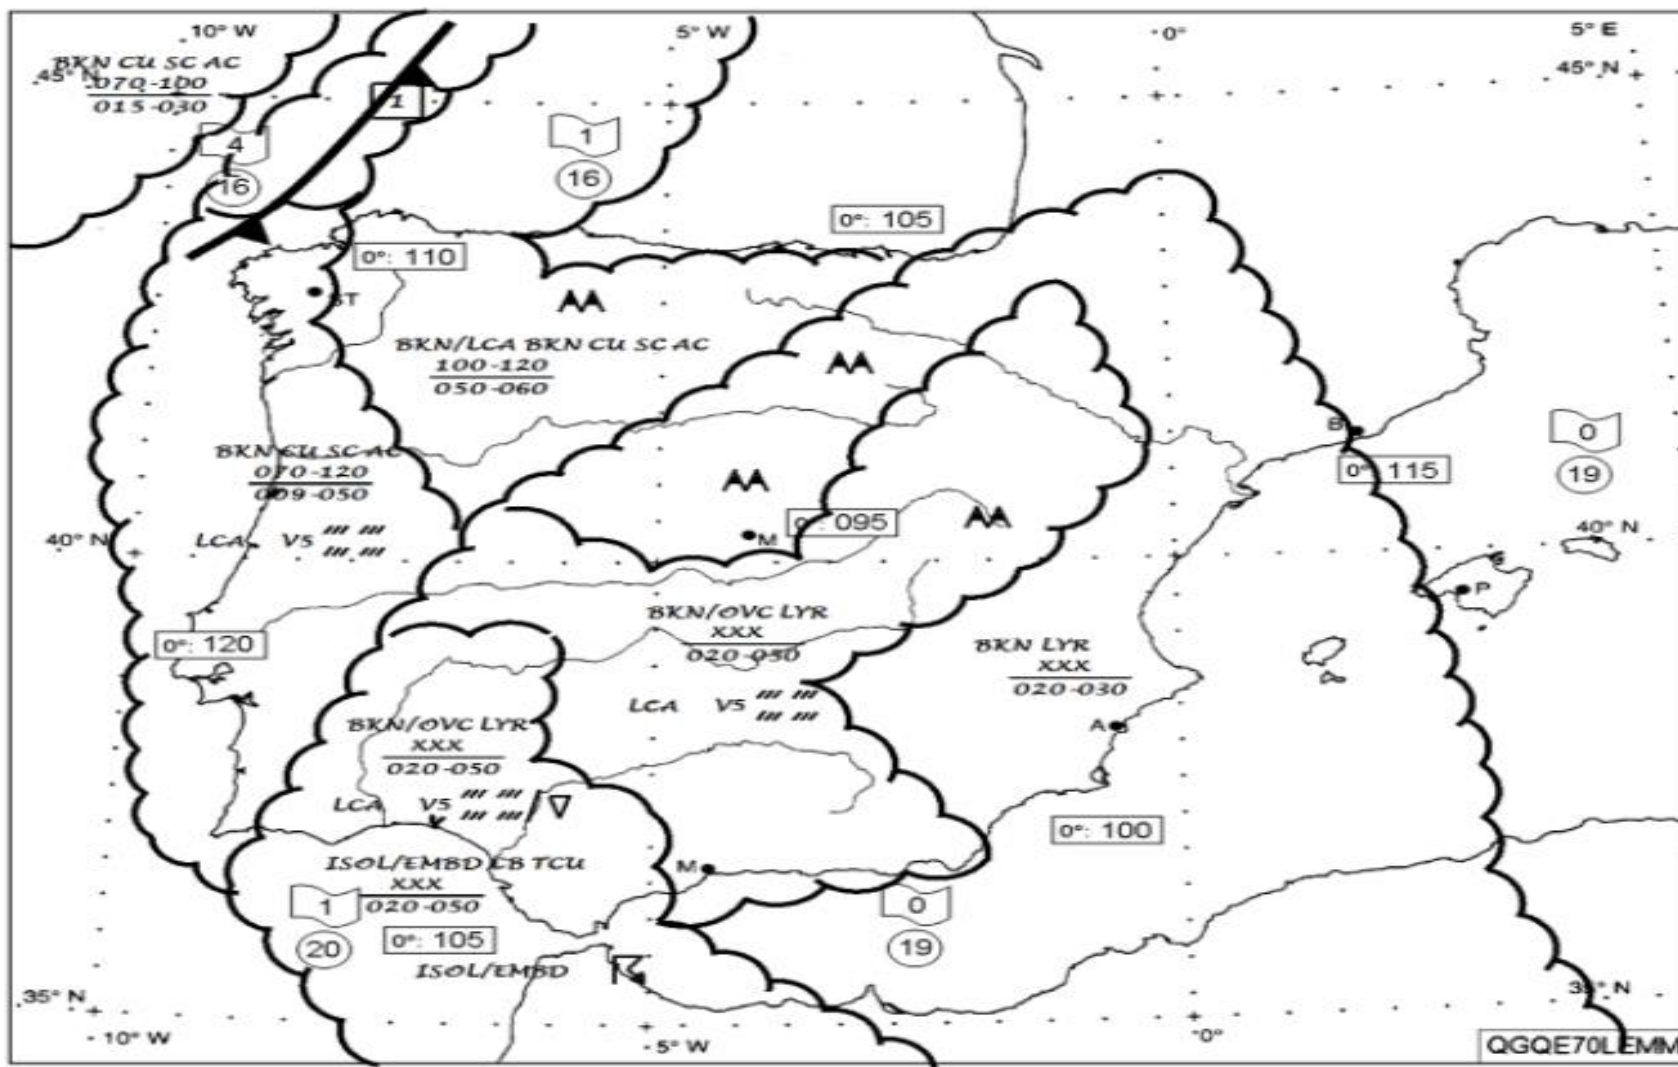 10° W
5° W
0°
5° E
BKN CU SC AC
45° N
070-100
015-030
45° N
1
4
16
1
16
0°: 105
0°: 110
ST
BKN/LCA BKN CU SC AC
100-120
050-060
B
0
0°: 115
19
BKN CU SC AC
070-120
009-050
0°: 095
40° N
LCA V5
M
40° N
P
BKN/OVC LYR
XXX
020-050
0°: 120
BKN LYR
XXX
020-030
LCA V5
BKN/OVC LYR
XXX
020-050
A
LCA V5
0°: 100
ISOL/EMBD CB TCU
XXX
020-050
M
1
0
0°: 105
20
19
ISOL/EMBD
35° N
35° N
10° W
5° W
0°
QGQE70LEMM